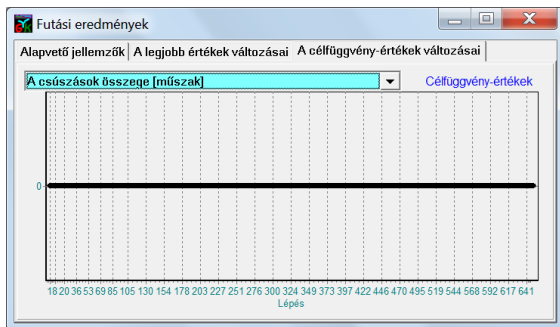 Futási eredmények
Alapvető jellemzők A legjobb értékek változásai A célfüggvény-értékek változásai
A csúszások összege [műszak] Célfüggvény-értékek
0
18 20 36 53 69 85 105 130 154 178 203 227 251 276 300 324 349 373 397 422 446 470 495 519 544 568 592 617 641
Lépés